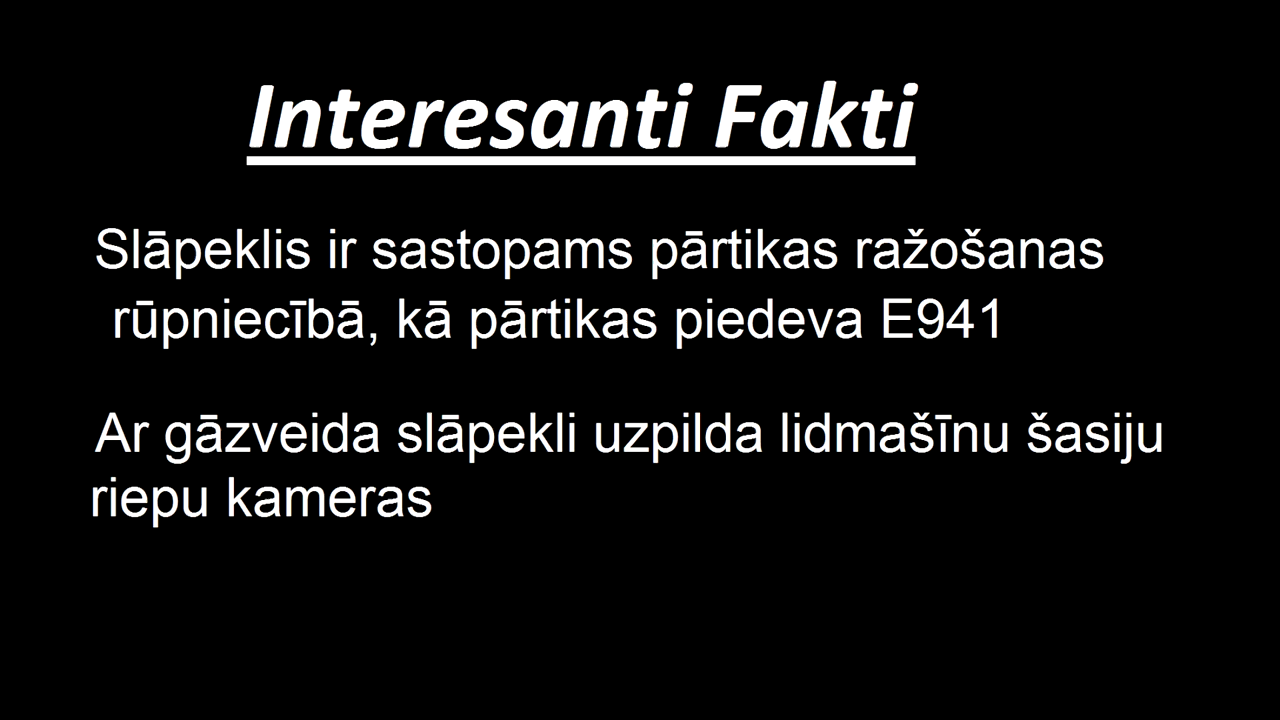 Interesanti Fakti
Slāpeklis ir sastopams pārtikas ražošanas
rūpniecībā, kā pārtikas piedeva E941
Ar gāzveida slāpekli uzpilda lidmašīnu šasiju
riepu kameras